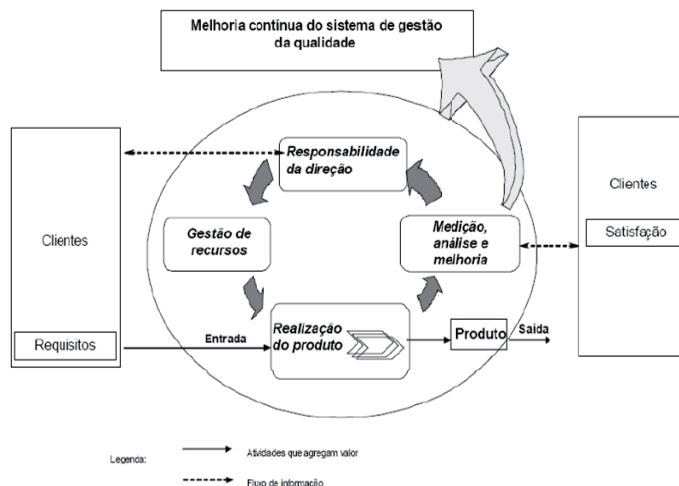 Melhoria contínua do sistema de gestão
da qualidade
Clientes
Requisitos
Responsabilidade
da direção
Gestão de
recursos
Medição,
análise e
melhoria
Entrada
Realização
do produto
Produto
Saída
Clientes
Satisfação
Legenda:
Atividades que agregam valor
Fluxo de informação